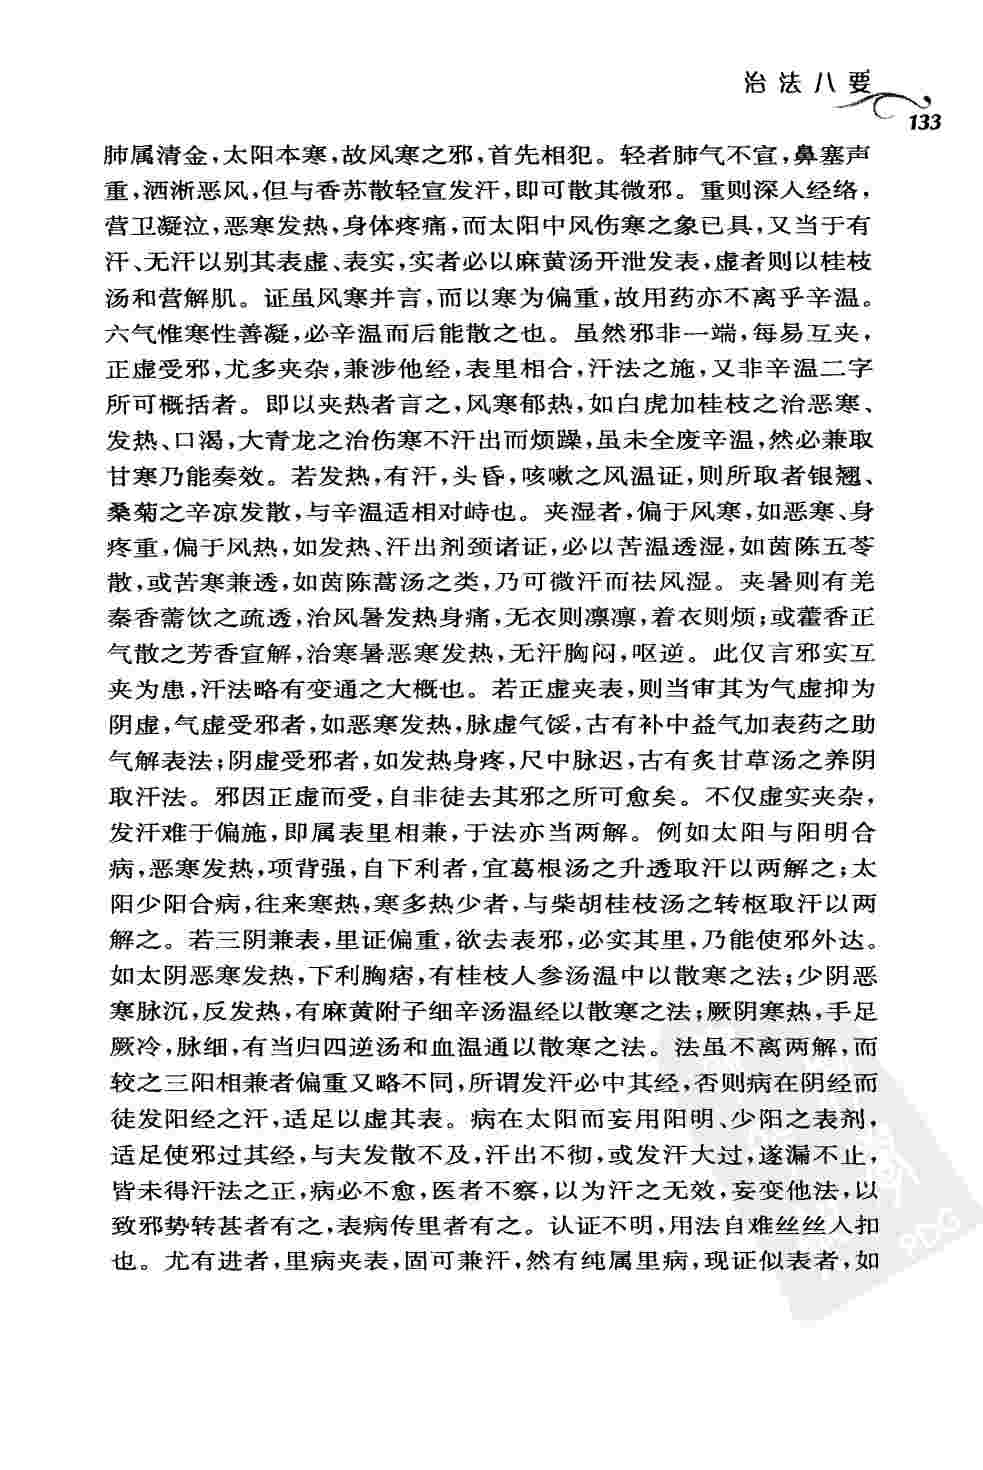 治法八要
133
肺属清金,太阳本寒,故风寒之邪,首先相犯。轻者肺气不宣,鼻塞声
重,洒淅恶风,但与香苏散轻宣发汗,即可散其微邪。重则深入经络,
营卫凝泣,恶寒发热,身体疼痛,而太阳中风伤寒之象已具,又当于有
汗、无汗以别其表虚、表实,实者必以麻黄汤开泄发表,虚者则以桂枝
汤和营解肌。证虽风寒并言,而以寒为偏重,故用药亦不离乎辛温。
六气惟寒性善凝,必辛温而后能散之也。虽然邪非一端,每易互夹,
正虚受邪,尤多夹杂,兼涉他经,表里相合,汗法之施,又非辛温二字
所可概括者。即以夹热者言之,风寒郁热,如白虎加桂枝之治恶寒、
发热、口渴,大青龙之治伤寒不汗出而烦躁,虽未全废辛温,然必兼取
甘寒乃能奏效。若发热,有汗,头昏,咳嗽之风温证,则所取者银翘、
桑菊之辛凉发散,与辛温适相对峙也。夹湿者,偏于风寒,如恶寒、身
疼重,偏于风热,如发热、汗出剂颈诸证,必以苦温透湿,如茵陈五苓
散,或苦寒兼透,如茵陈蒿汤之类,乃可微汗而祛风湿。夹暑则有羌
秦香薷饮之疏透,治风暑发热身痛,无衣则凛凛,着衣则烦;或藿香正
气散之芳香宣解,治寒暑恶寒发热,无汗胸闷,呕逆。此仅言邪实互
夹为患,汗法略有变通之大概也。若正虚夹表,则当审其为气虚抑为
阴虚,气虚受邪者,如恶寒发热,脉虚气馁,古有补中益气加表药之助
气解表法;阴虚受邪者,如发热身疼,尺中脉迟,古有炙甘草汤之养阴
取汗法。邪因正虚而受,自非徒去其邪之所可愈矣。不仅虚实夹杂,
发汗难于偏施,即属表里相兼,于法亦当两解。例如太阳与阳明合
病,恶寒发热,项背强,自下利者,宜葛根汤之升透取汗以两解之;太
阳少阳合病,往来寒热,寒多热少者,与柴胡桂枝汤之转枢取汗以两
解之。若三阴兼表,里证偏重,欲去表邪,必实其里,乃能使邪外达。
如太阴恶寒发热,下利胸痞,有桂枝人参汤温中以散寒之法;少阴恶
寒脉沉,反发热,有麻黄附子细辛汤温经以散寒之法;厥阴寒热,手足
厥冷,脉细,有当归四逆汤和血温通以散寒之法。法虽不离两解,而
较之三阳相兼者偏重又略不同,所谓发汗必中其经,否则病在阴经而
徒发阳经之汗,适足以虚其表。病在太阳而妄用阳明、少阳之表剂,
适足使邪过其经,与夫发散不及,汗出不彻,或发汗大过,遂漏不止,
皆未得汗法之正,病必不愈,医者不察,以为汗之无效,妄变他法,以
致邪势转甚者有之,表病传里者有之。认证不明,用法自难丝丝入扣
也。尤有进者,里病夹表,固可兼汗,然有纯属里病,现证似表者,如
PDG